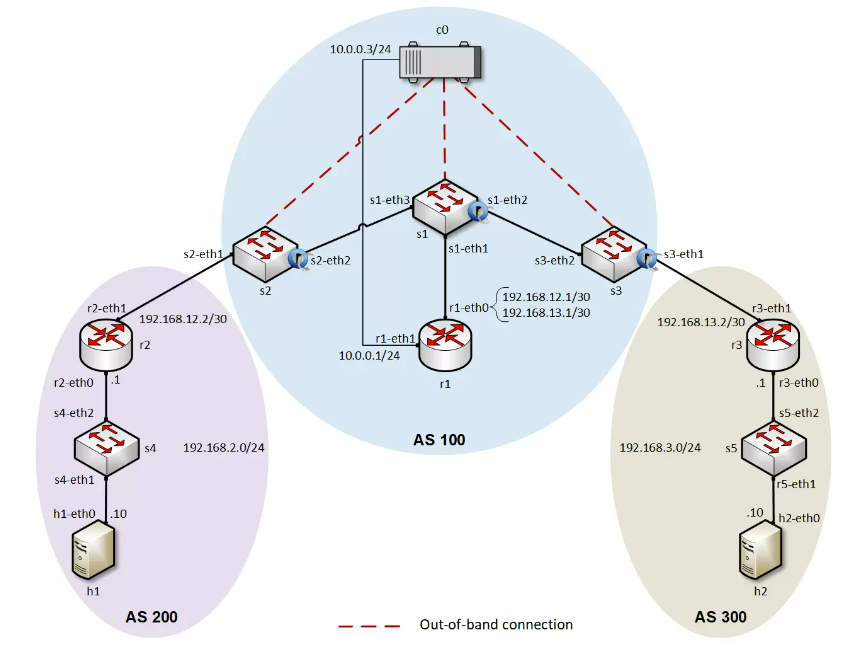 c0
10.0.0.3/24
s1-eth3
s1-eth2
s1
s1-eth1
s2-eth1
s2-eth2
s2
s3-eth2
s3-eth1
s3
r2-eth1
192.168.12.2/30
r2
r1-eth0
192.168.12.1/30
192.168.13.1/30
r1-eth1
10.0.0.1/24
r1
r3-eth1
192.168.13.2/30
r3
r2-eth0
.1
.1
r3-eth0
s4-eth2
s5-eth2
AS 100
s4
192.168.2.0/24
192.168.3.0/24
s5
s4-eth1
r5-eth1
h1-eth0
.10
.10
h2-eth0
h1
h2
AS 200
AS 300
Out-of-band connection